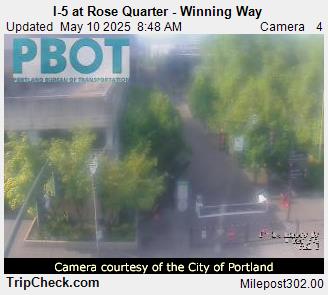 I-5 at Rose Quarter - Winning Way
Updated May 10 2025 8:48 AM Camera 4
PBOT
PORTLAND BUREAU OF TRANSPORTATION
Camera courtesy of the City of Portland
TripCheck.com Milepost302.00